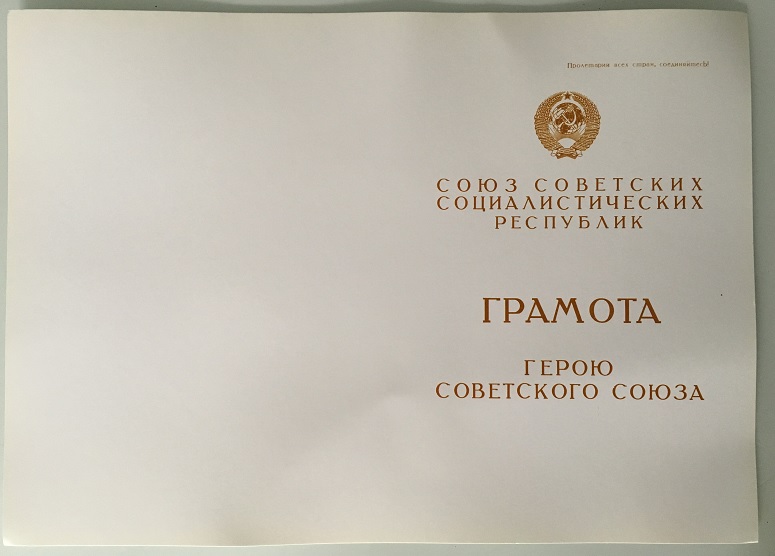 Пролетарии всех стран, соединяйтесь!
СОЮЗ СОВЕТСКИХ
СОЦИАЛИСТИЧЕСКИХ
РЕСПУБЛИК
ГРАМОТА
ГЕРОЮ
СОВЕТСКОГО СОЮЗА